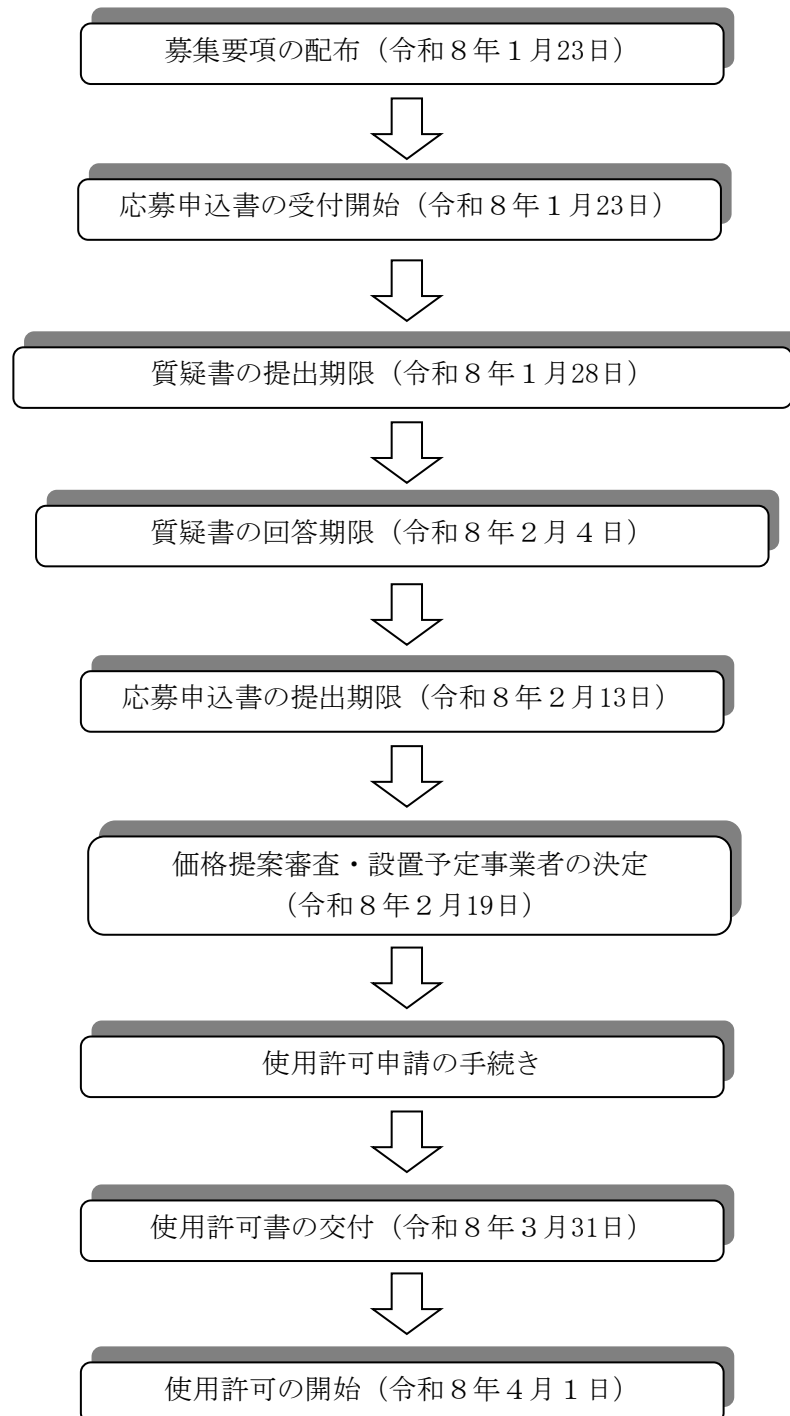 募集要項の配布（令和８年１月23日）
応募申込書の受付開始（令和８年１月23日）
質疑書の提出期限（令和８年１月28日）
質疑書の回答期限（令和８年２月４日）
応募申込書の提出期限（令和８年２月13日）
価格提案審査・設置予定事業者の決定
（令和８年２月19日）
使用許可申請の手続き
使用許可書の交付（令和８年３月31日）
使用許可の開始（令和８年４月１日）